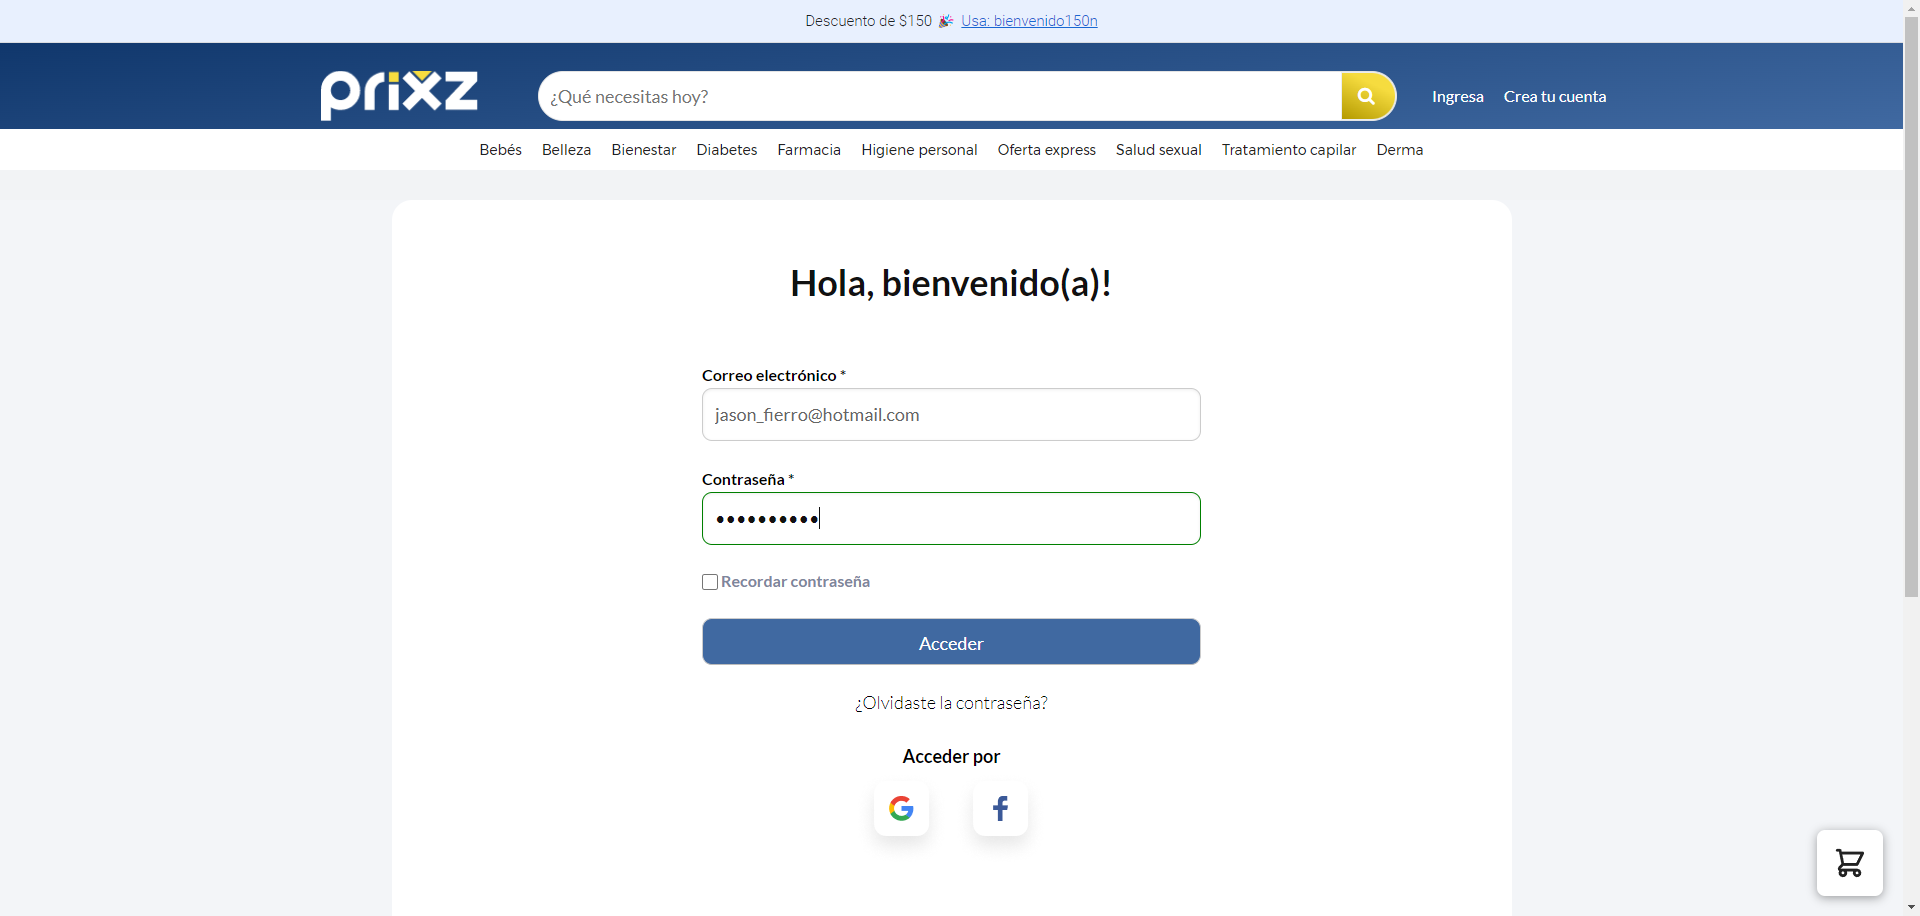 Descuento de $150 🎉 Usa: bienvenido150n
prixz
¿Qué necesitas hoy?
Ingresa
Crea tu cuenta
Bebés Belleza Bienestar Diabetes Farmacia Higiene personal Oferta express Salud sexual Tratamiento capilar Derma
Hola, bienvenido(a)!
Correo electrónico *
jason_fierro@hotmail.com
Contraseña *
••••••••••
Recordar contraseña
Acceder
¿Olvidaste la contraseña?
Acceder por